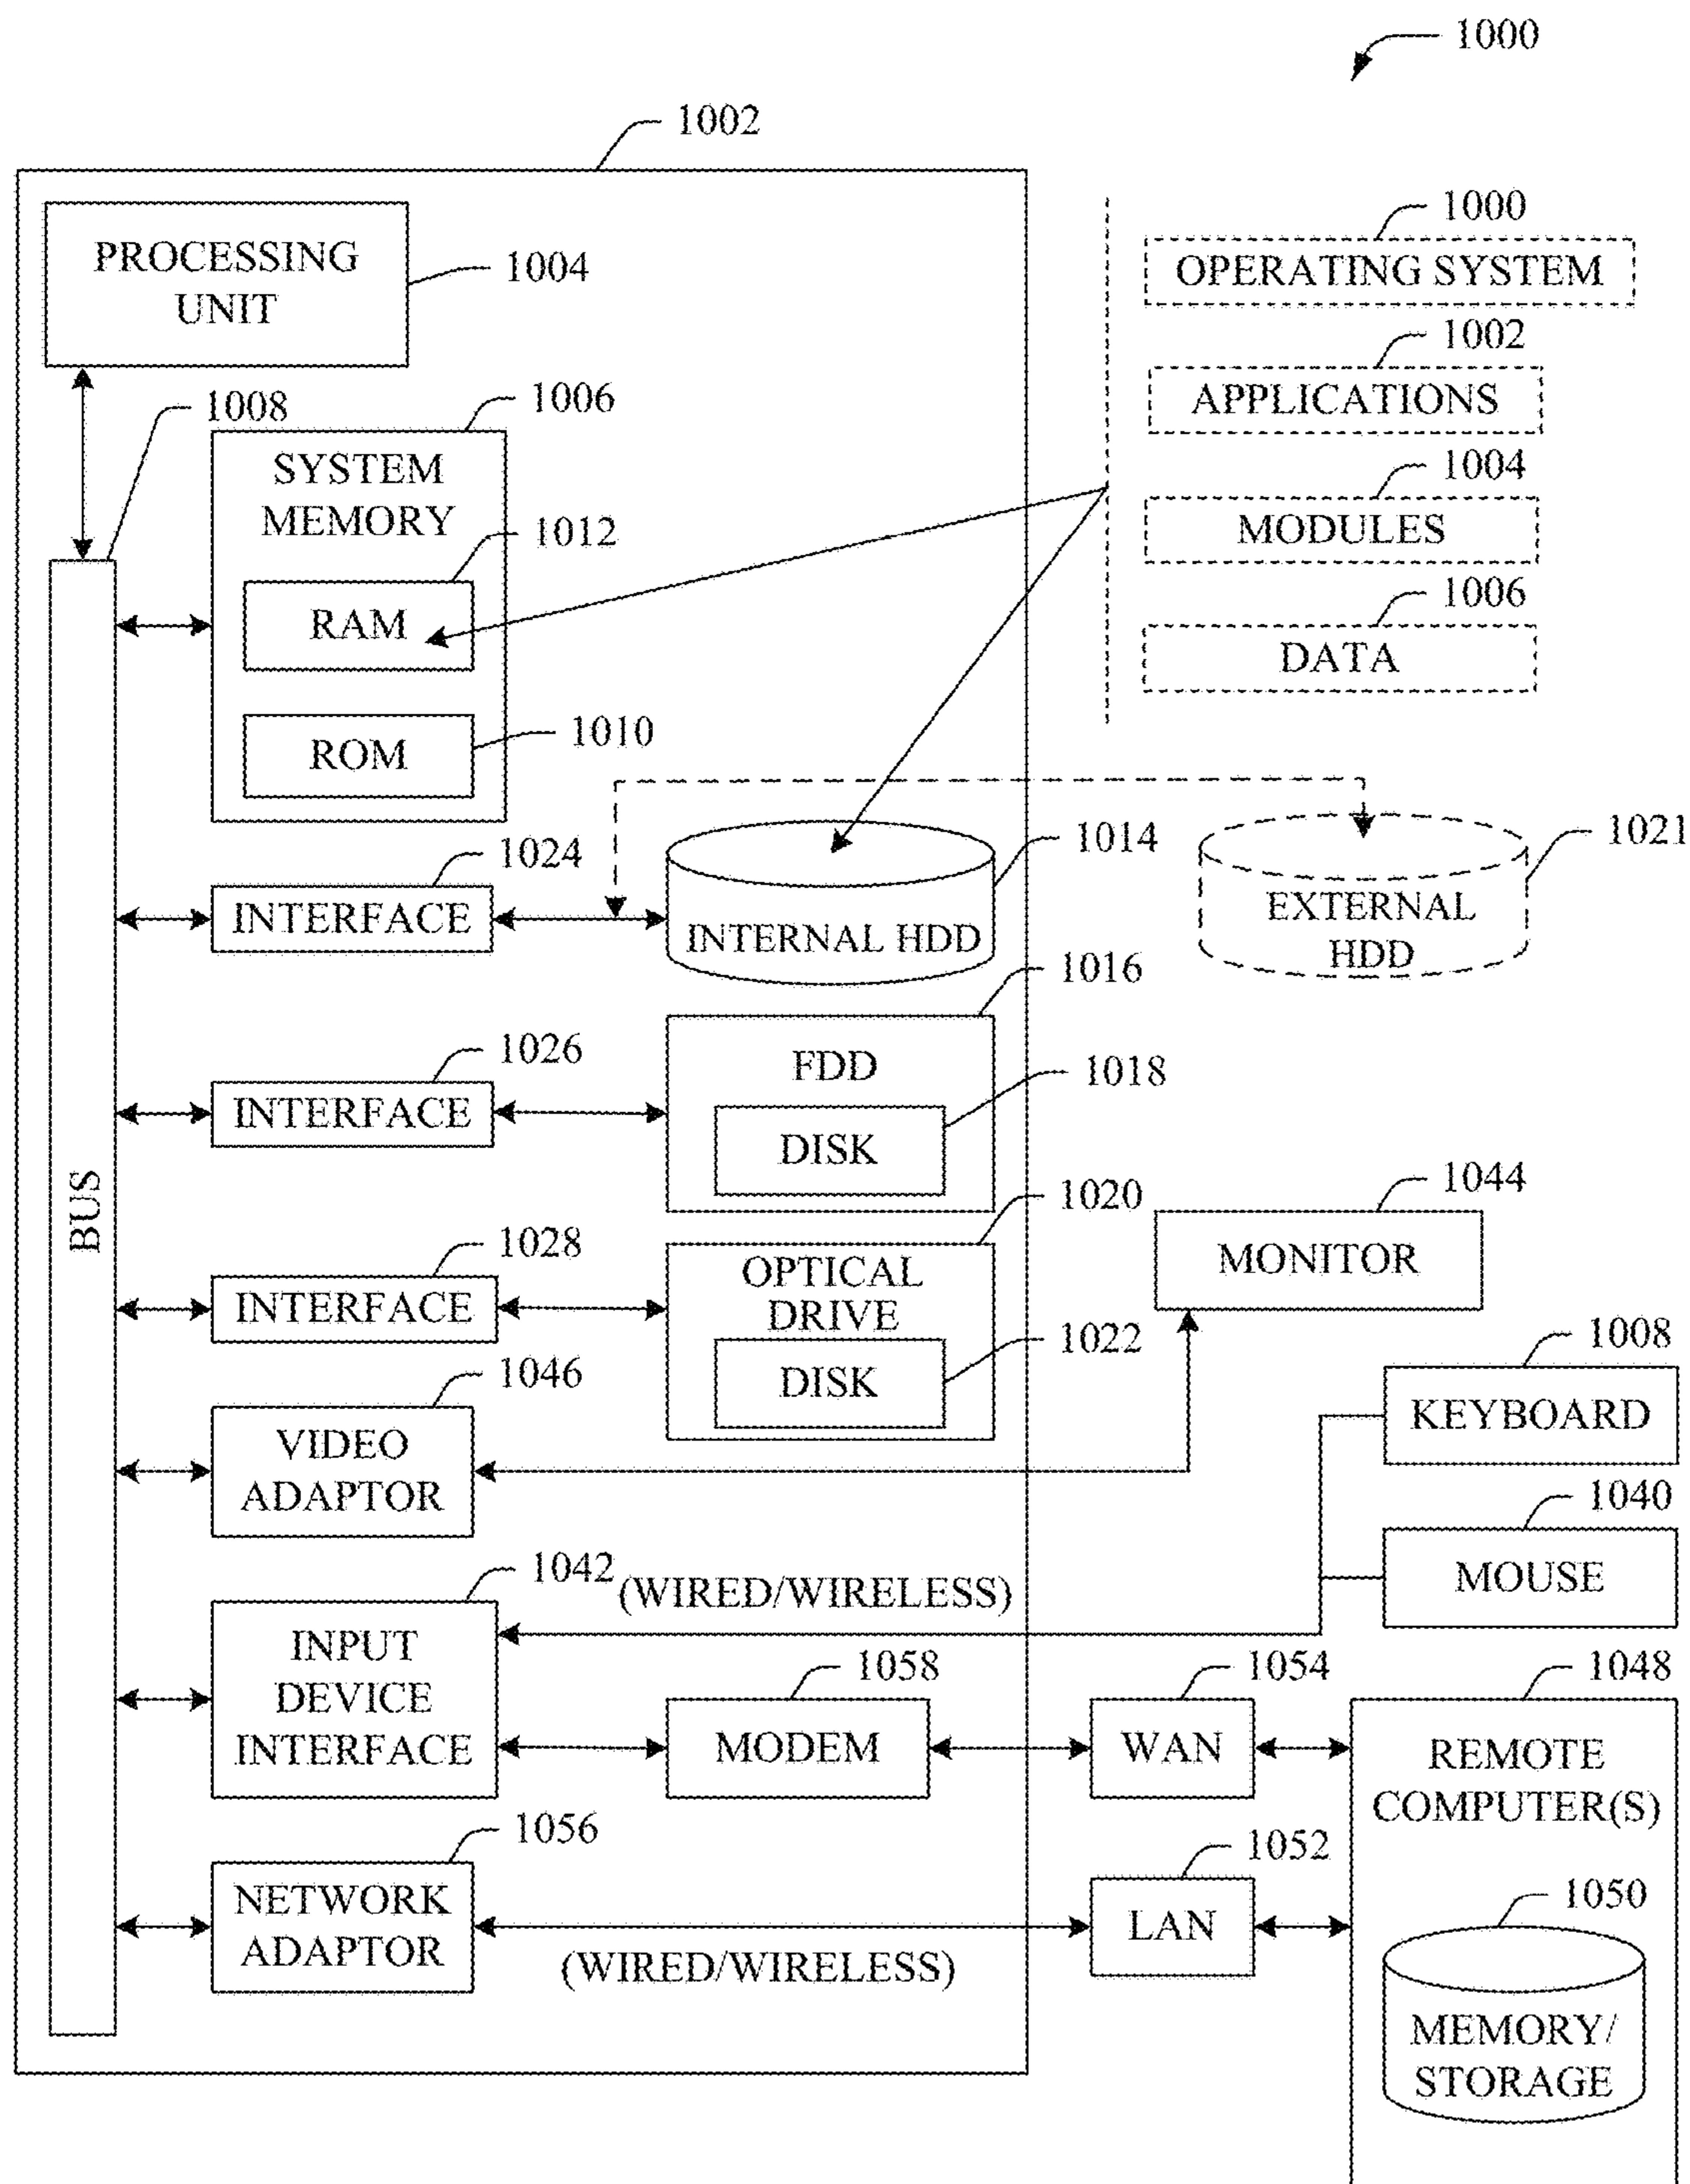 1000
1002
PROCESSING
UNIT
1004
1008
1006
SYSTEM
MEMORY
1012
RAM
ROM
1010
1000
OPERATING SYSTEM
1002
APPLICATIONS
1004
MODULES
1006
DATA
BUS
1024
INTERFACE
1014
INTERNAL HDD
1021
EXTERNAL
HDD
1026
INTERFACE
1016
FDD
1018
DISK
1028
INTERFACE
1020
OPTICAL
DRIVE
1022
DISK
1044
MONITOR
1046
VIDEO
ADAPTOR
1008
KEYBOARD
1040
MOUSE
1042
(WIRED/WIRELESS)
INPUT
DEVICE
INTERFACE
1058
MODEM
1054
WAN
1048
REMOTE
COMPUTER(S)
1056
NETWORK
ADAPTOR
(WIRED/WIRELESS)
1052
LAN
1050
MEMORY/
STORAGE